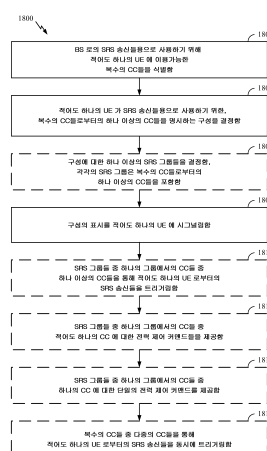 1800
BS 로의 SRS 송신들용으로 사용하기 위해
적어도 하나의 UE 에 이용가능한
복수의 CC들을 식별함
적어도 하나의 UE 가 SRS 송신들용으로 사용하기 위한,
복수의 CC들로부터의 하나 이상의 CC들을 명시하는 구성을 결정함
구성에 대한 하나 이상의 SRS 그룹들을 결정함,
각각의 SRS 그룹은 복수의 CC들로부터의
하나 이상의 CC들을 포함함
구성의 표시를 적어도 하나의 UE 에 시그널링함
SRS 그룹들 중 하나의 그룹에서의 CC들 중
하나 이상의 CC들을 통해 적어도 하나의 UE 로부터의
SRS 송신들을 트리거링함
SRS 그룹들 중 하나의 그룹에서의 CC들 중
적어도 하나의 CC 에 대한 전력 제어 커맨드들을 제공함
SRS 그룹들 중 하나의 그룹에서의 CC들 중
하나의 CC 에 대한 단일의 전력 제어 커맨드를 제공함
복수의 CC들 중 다중의 CC들을 통해
적어도 하나의 UE 로부터의 SRS 송신들을 동시에 트리거링함